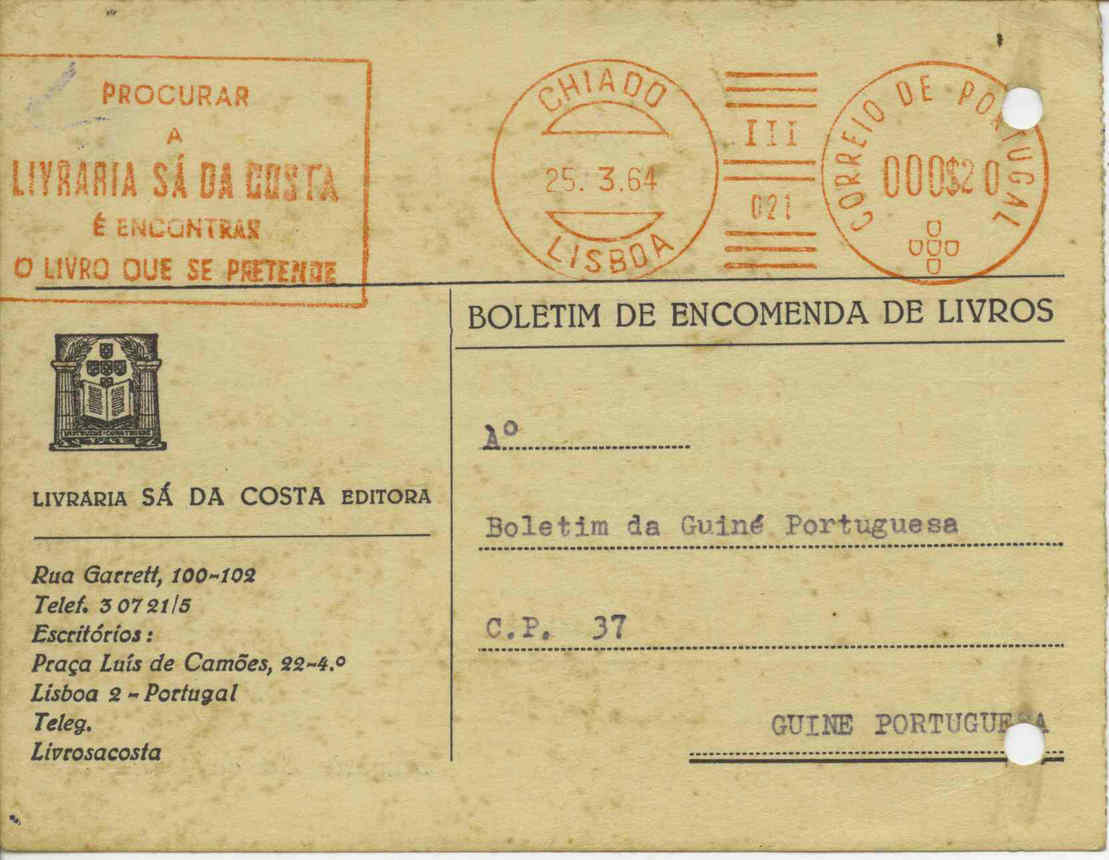 PROCURAR
A
LIVRARIA SÁ DA COSTA
É ENCONTRAR
O LIVRO QUE SE PRETENDE
CHIADO
25. 3.64
LISBOA
III
021
CORREIO DE PORTUGAL
000$20
BOLETIM DE ENCOMENDA DE LIVROS
Aº
Boletim da Guiné Portuguesa
C.P. 37
GUINE PORTUGUESA
LIVRARIA SÁ DA COSTA EDITORA
Rua Garrett, 100-102
Telef. 3 07 21/5
Escritórios:
Praça Luís de Camões, 22-4.º
Lisboa 2 - Portugal
Teleg.
Livrosacosta